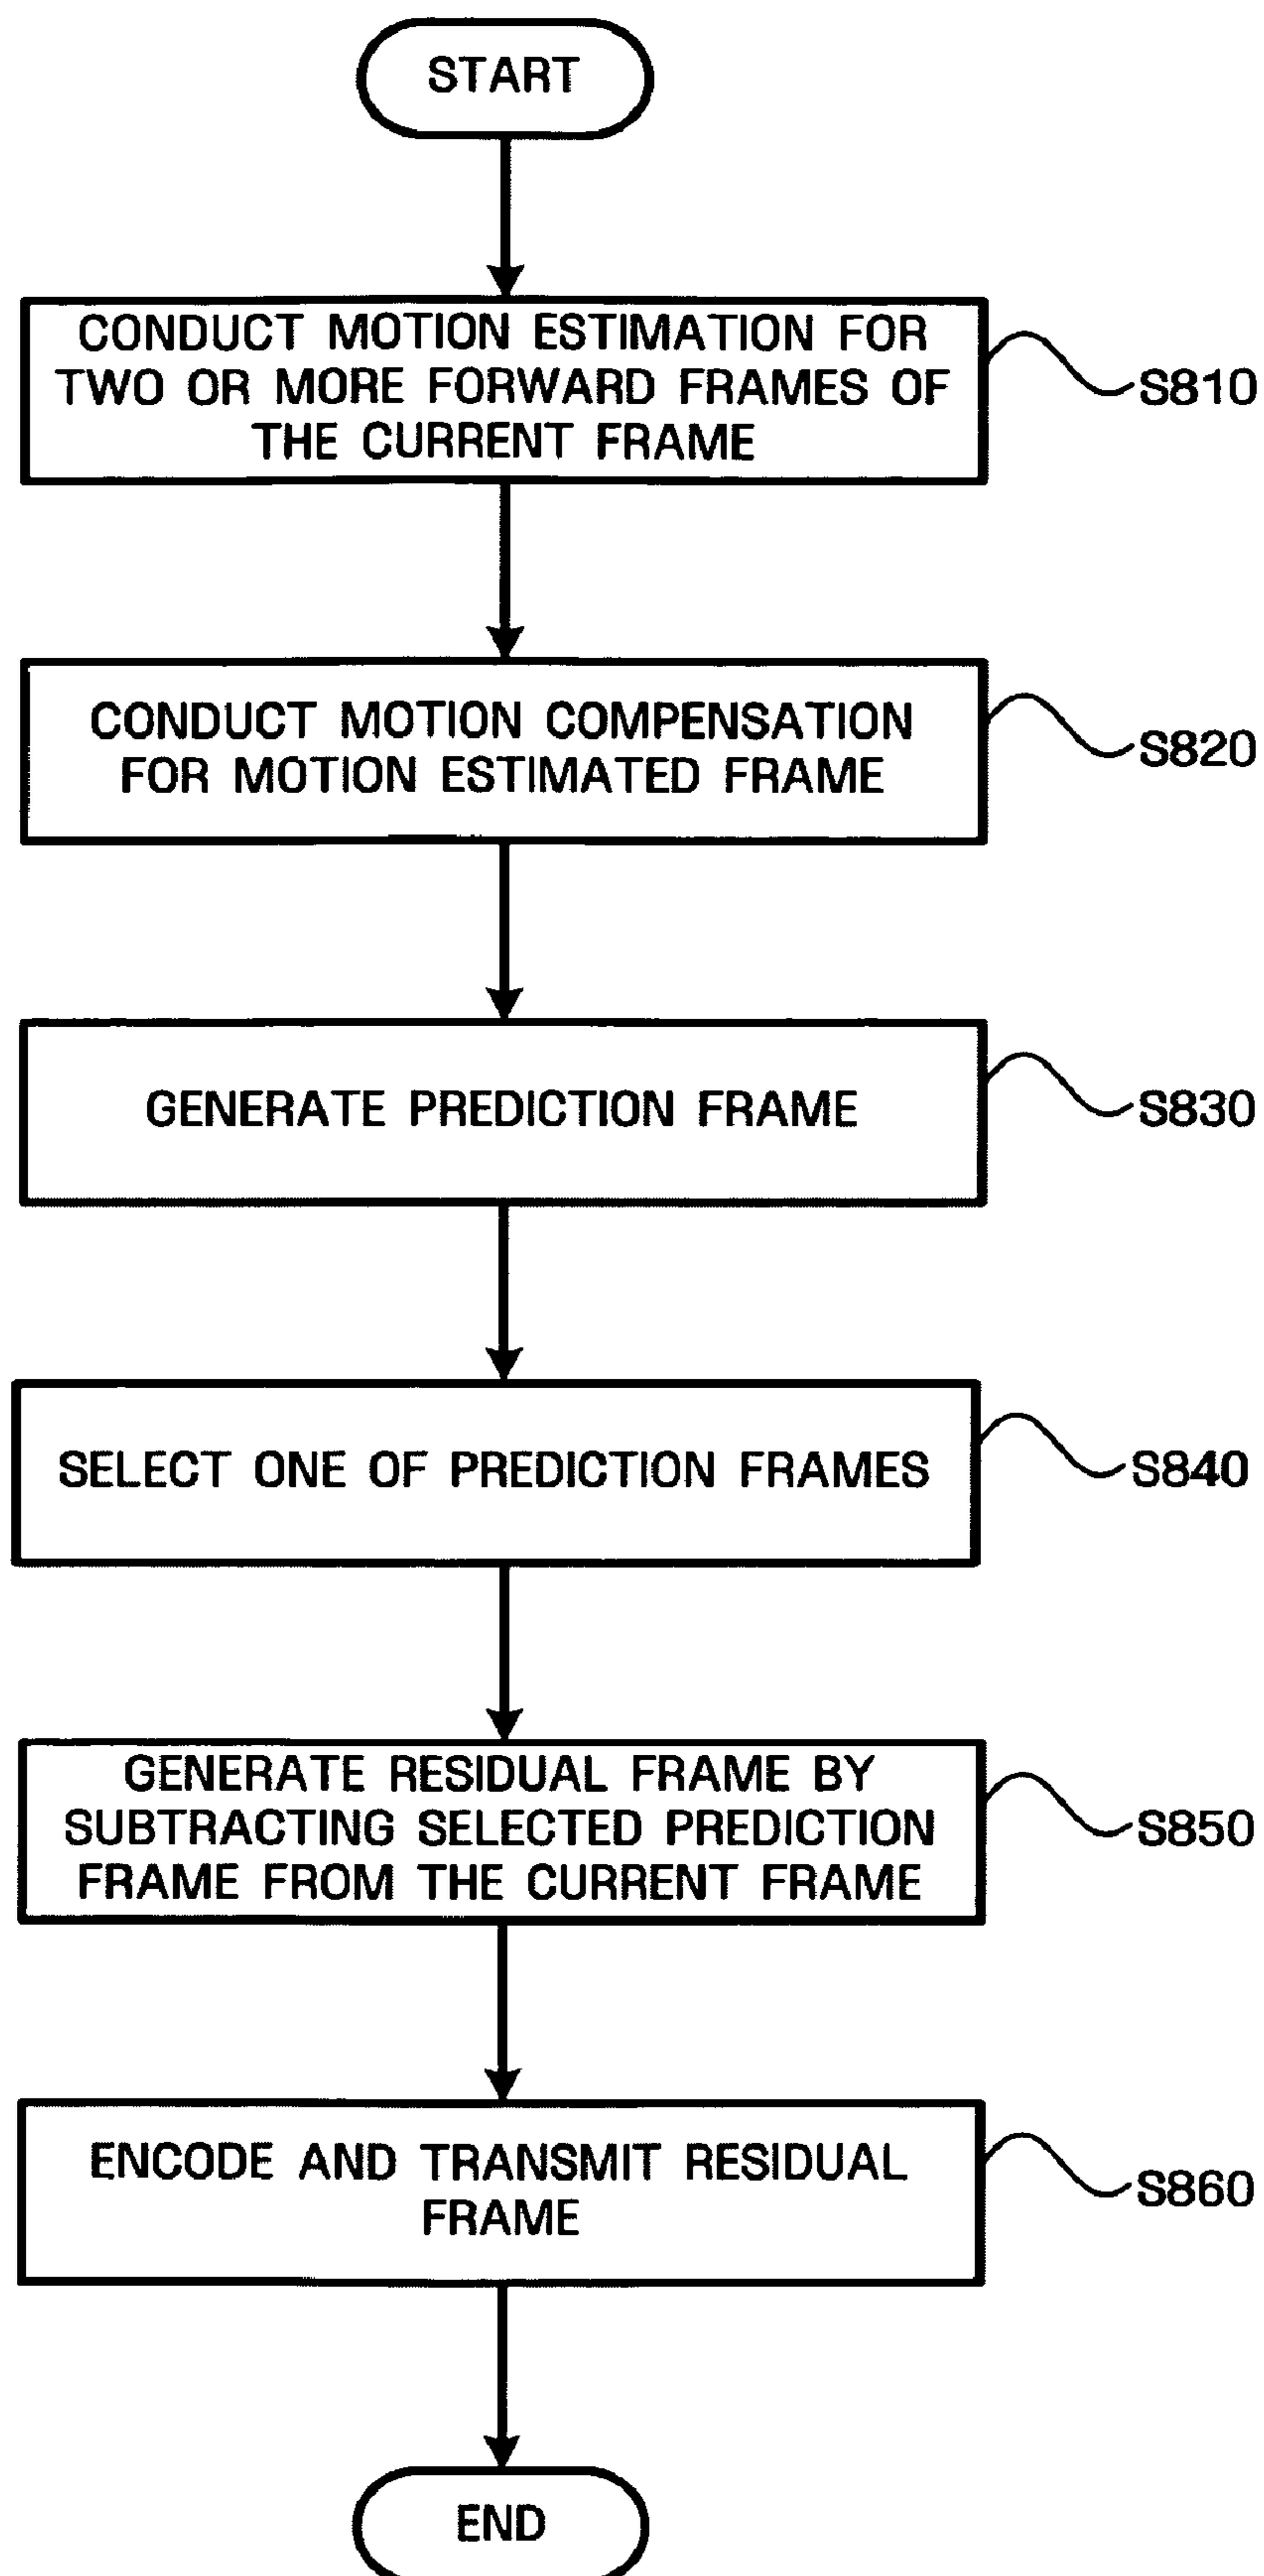 START
CONDUCT MOTION ESTIMATION FOR
TWO OR MORE FORWARD FRAMES OF
THE CURRENT FRAME
S810
CONDUCT MOTION COMPENSATION
FOR MOTION ESTIMATED FRAME
S820
GENERATE PREDICTION FRAME
S830
SELECT ONE OF PREDICTION FRAMES
S840
GENERATE RESIDUAL FRAME BY
SUBTRACTING SELECTED PREDICTION
FRAME FROM THE CURRENT FRAME
S850
ENCODE AND TRANSMIT RESIDUAL
FRAME
S860
END